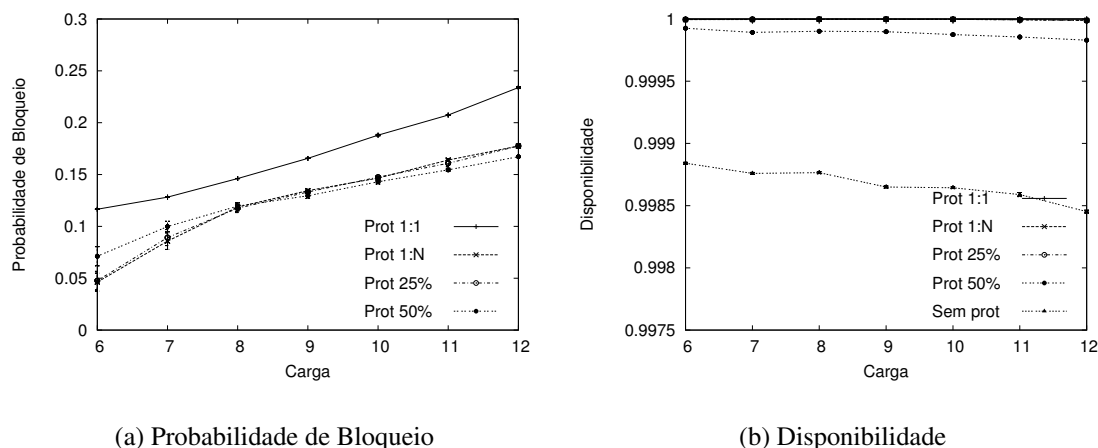 Probabilidade de Bloqueio
0.3
0.25
0.2
0.15
0.1
0.05
0
6 7 8 9 10 11 12
Carga
Prot 1:1
Prot 1:N
Prot 25%
Prot 50%
(a) Probabilidade de Bloqueio
Disponibilidade
1
0.9995
0.999
0.9985
0.998
0.9975
6 7 8 9 10 11 12
Carga
Prot 1:1
Prot 1:N
Prot 25%
Prot 50%
Sem prot
(b) Disponibilidade